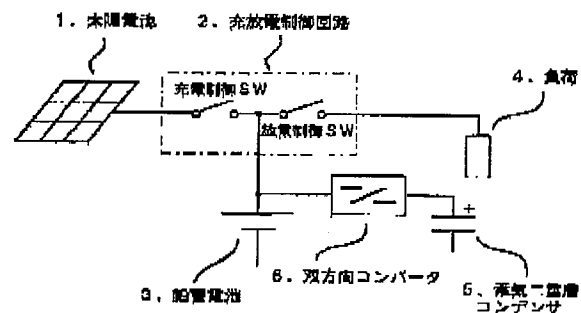 1. 太陽電池
2. 充放電制御回路
充電制御SW
放電制御SW
4. 負荷
+
3. 鉛蓄電池
6. 双方向コンバータ
5. 電気二重層
コンデンサ